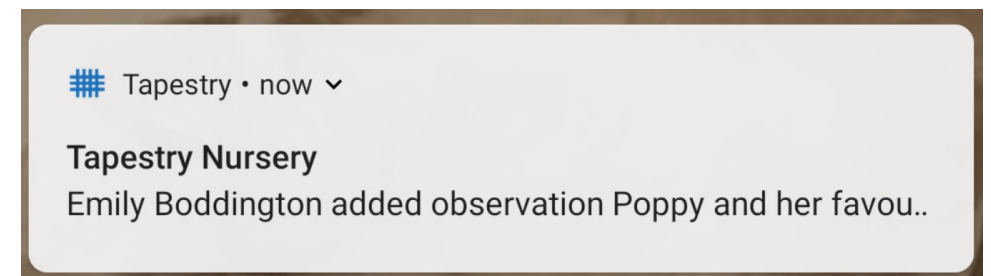 Tapestry • now
Tapestry Nursery
Emily Boddington added observation Poppy and her favou..